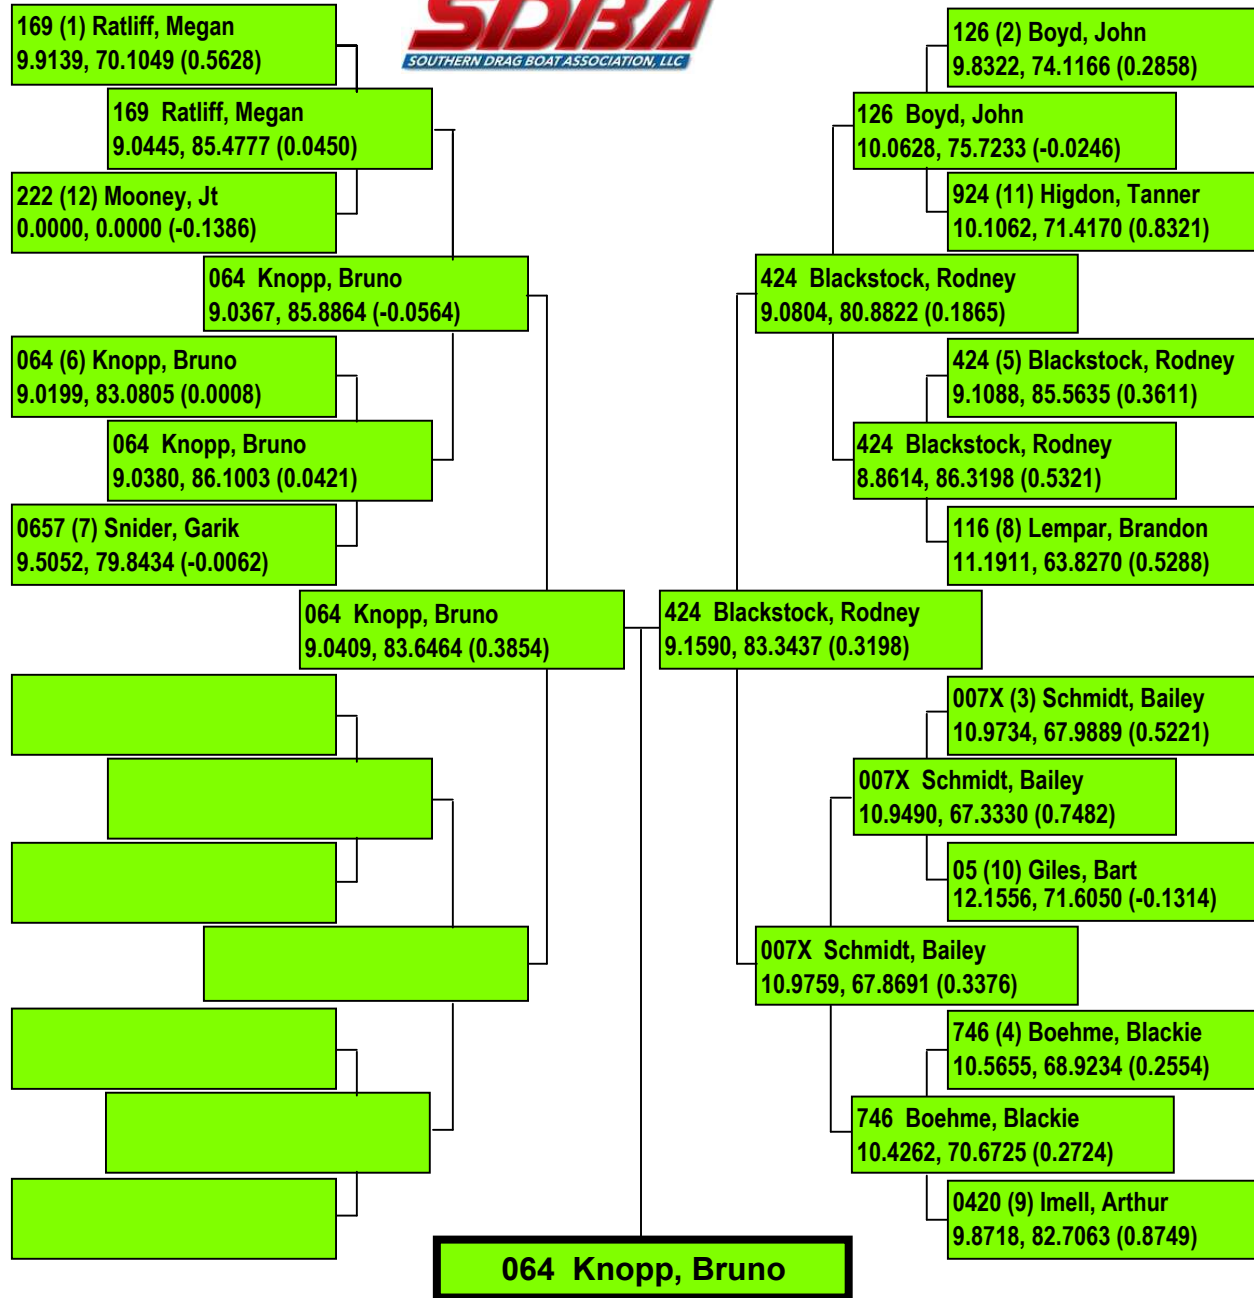 SDBA
SOUTHERN DRAG BOAT ASSOCIATION, LLC
169 (1) Ratliff, Megan
9.9139, 70.1049 (0.5628)
169 Ratliff, Megan
9.0445, 85.4777 (0.0450)
222 (12) Mooney, Jt
0.0000, 0.0000 (-0.1386)
064 Knopp, Bruno
9.0367, 85.8864 (-0.0564)
064 (6) Knopp, Bruno
9.0199, 83.0805 (0.0008)
064 Knopp, Bruno
9.0380, 86.1003 (0.0421)
0657 (7) Snider, Garik
9.5052, 79.8434 (-0.0062)
064 Knopp, Bruno
9.0409, 83.6464 (0.3854)
126 (2) Boyd, John
9.8322, 74.1166 (0.2858)
126 Boyd, John
10.0628, 75.7233 (-0.0246)
924 (11) Higdon, Tanner
10.1062, 71.4170 (0.8321)
424 Blackstock, Rodney
9.0804, 80.8822 (0.1865)
424 (5) Blackstock, Rodney
9.1088, 85.5635 (0.3611)
424 Blackstock, Rodney
8.8614, 86.3198 (0.5321)
116 (8) Lempar, Brandon
11.1911, 63.8270 (0.5288)
424 Blackstock, Rodney
9.1590, 83.3437 (0.3198)
007X (3) Schmidt, Bailey
10.9734, 67.9889 (0.5221)
007X Schmidt, Bailey
10.9490, 67.3330 (0.7482)
05 (10) Giles, Bart
12.1556, 71.6050 (-0.1314)
007X Schmidt, Bailey
10.9759, 67.8691 (0.3376)
746 (4) Boehme, Blackie
10.5655, 68.9234 (0.2554)
746 Boehme, Blackie
10.4262, 70.6725 (0.2724)
0420 (9) Imell, Arthur
9.8718, 82.7063 (0.8749)
064 Knopp, Bruno